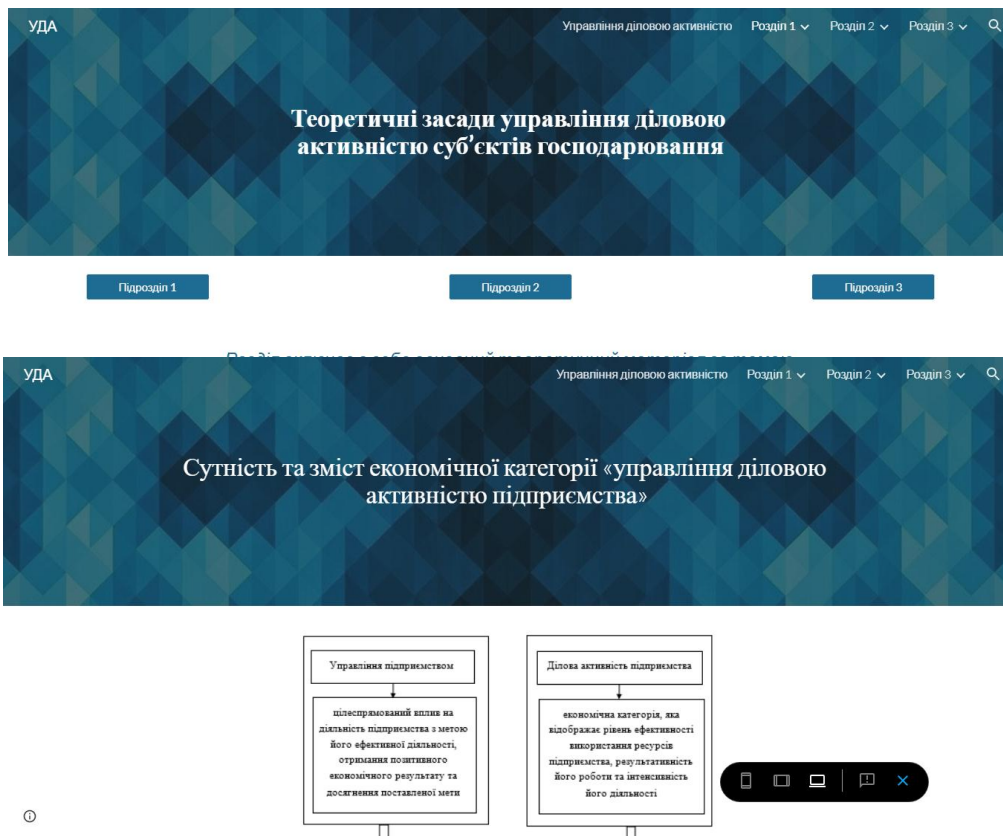 УДА
Управління діловою активністю Розділ 1 Розділ 2 Розділ 3
Теоретичні засади управління діловою
активністю суб’єктів господарювання
Підрозділ 1 Підрозділ 2 Підрозділ 3
УДА
Управління діловою активністю Розділ 1 Розділ 2 Розділ 3
Сутність та зміст економічної категорії «управління діловою
активністю підприємства»
Управління підприємством
цілеспрямований вплив на
діяльність підприємства з метою
його ефективної діяльності,
отримання позитивного
економічного результату та
досягнення поставленої мети
Ділова активність підприємства
економічна категорія, яка
відображає рівень ефективності
використання ресурсів
підприємства, результативність
його роботи та інтенсивність
його діяльності